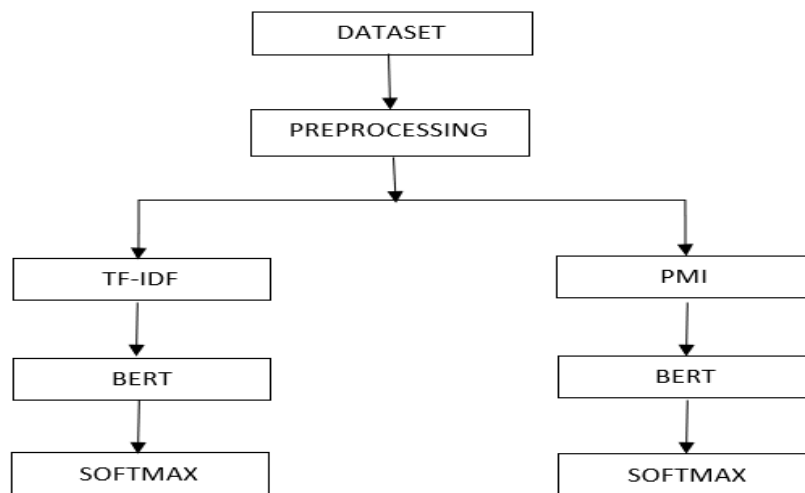 DATASET
PREPROCESSING
TF-IDF
PMI
BERT
BERT
SOFTMAX
SOFTMAX